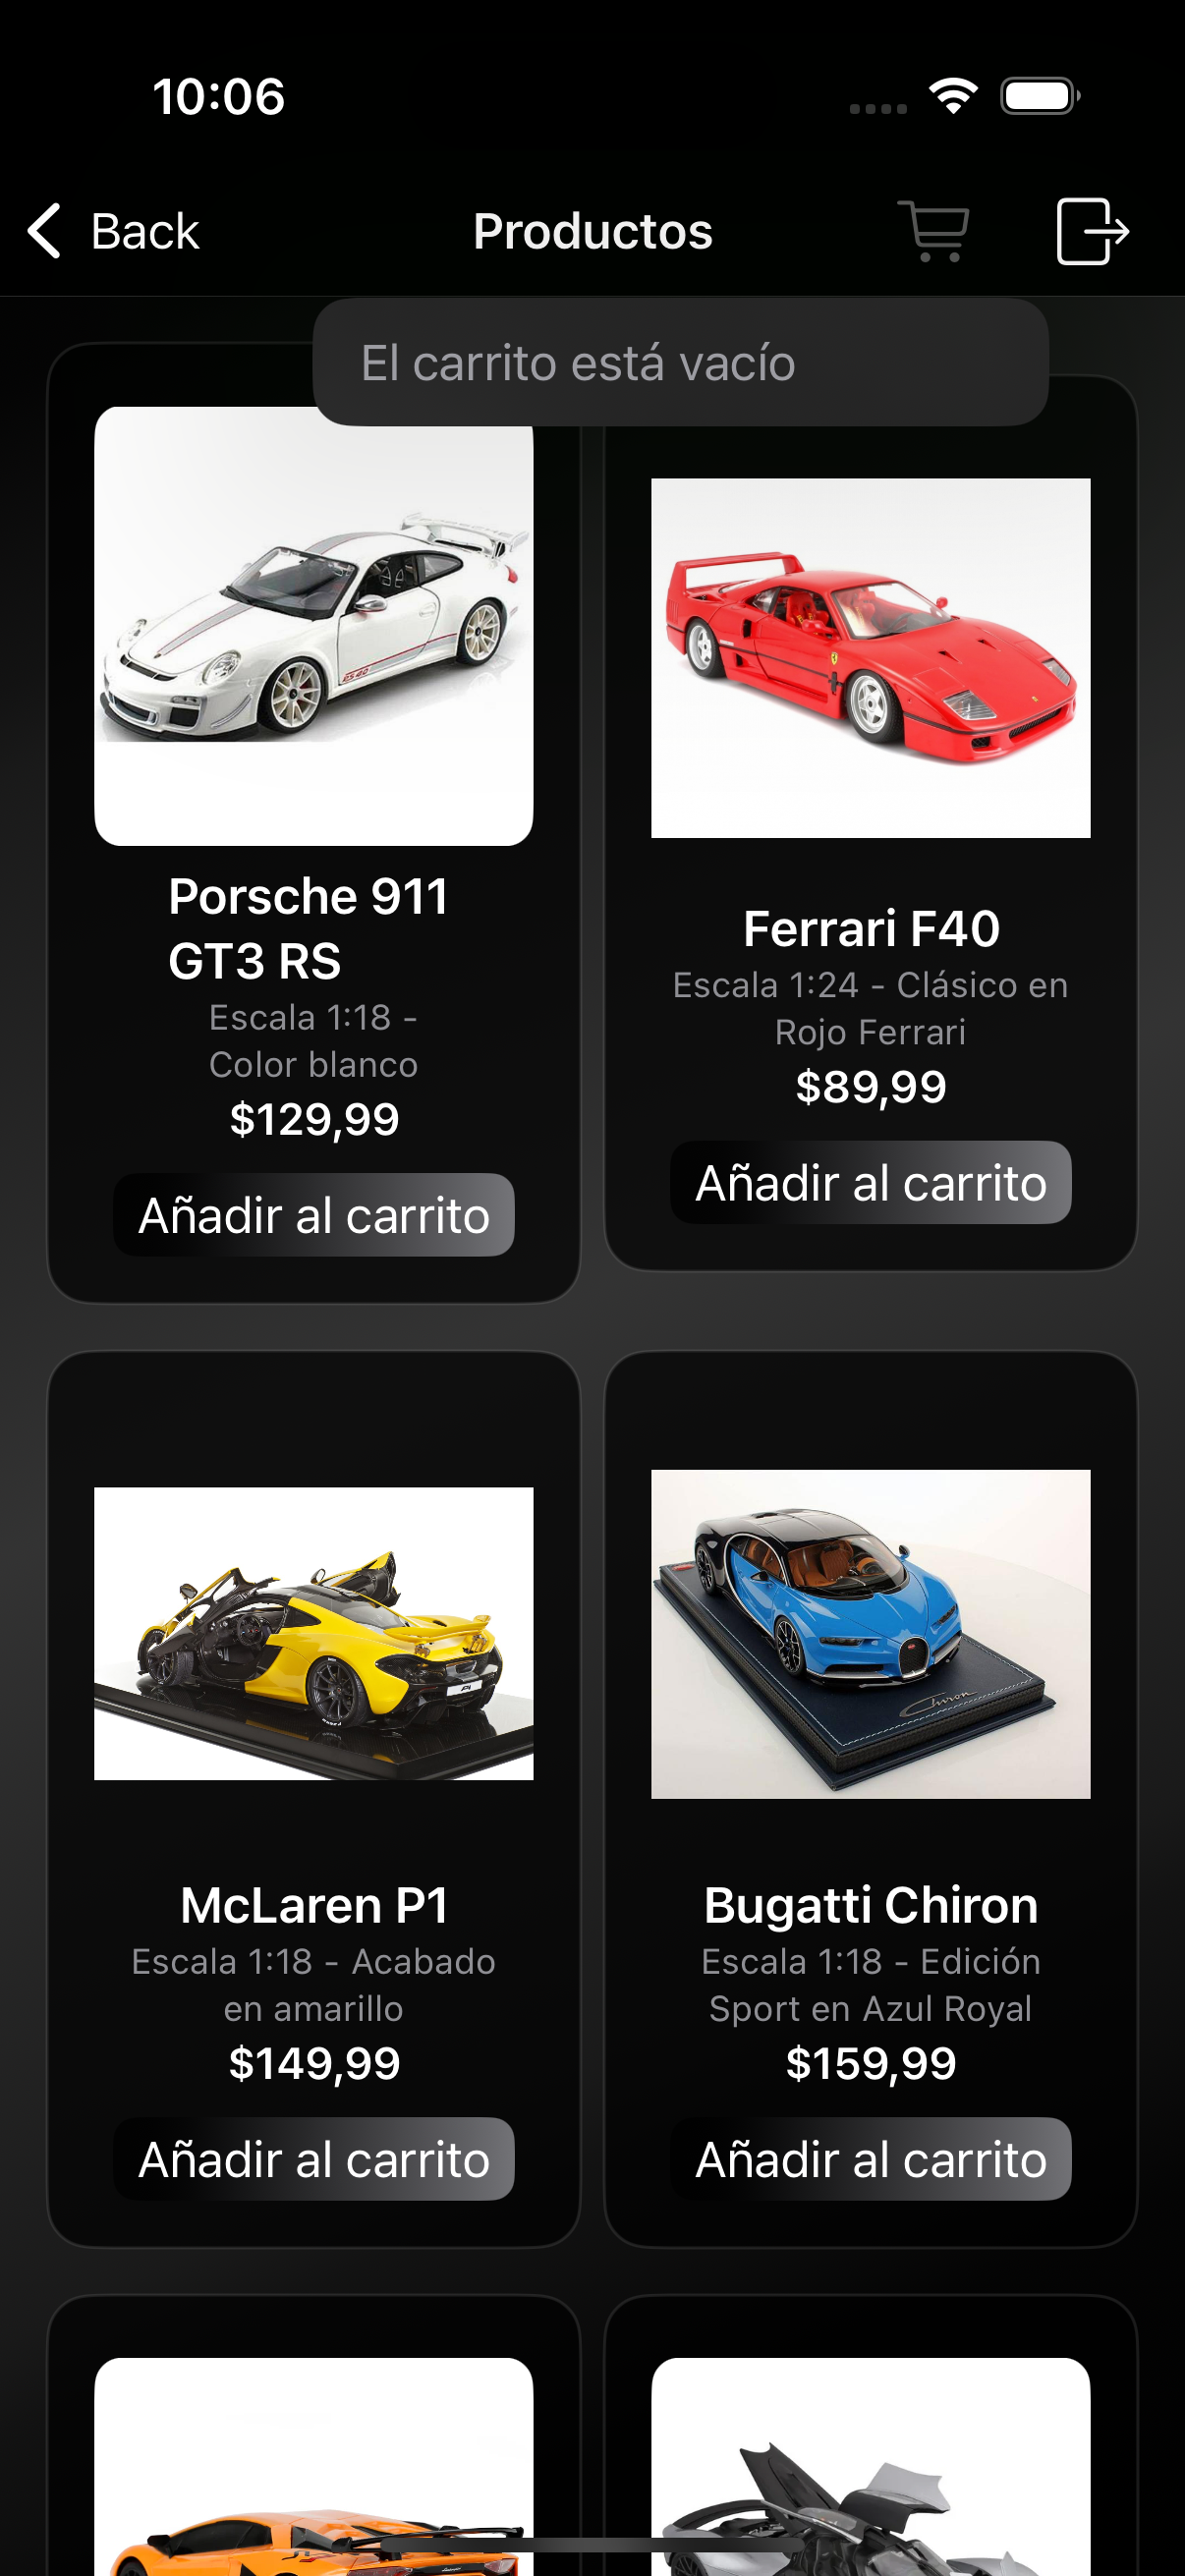 10:06
Back
Productos
El carrito está vacío
Porsche 911
GT3 RS
Escala 1:18 -
Color blanco
$129,99
Añadir al carrito
Ferrari F40
Escala 1:24 - Clásico en
Rojo Ferrari
$89,99
Añadir al carrito
McLaren P1
Escala 1:18 - Acabado
en amarillo
$149,99
Añadir al carrito
Chiron
Bugatti Chiron
Escala 1:18 - Edición
Sport en Azul Royal
$159,99
Añadir al carrito